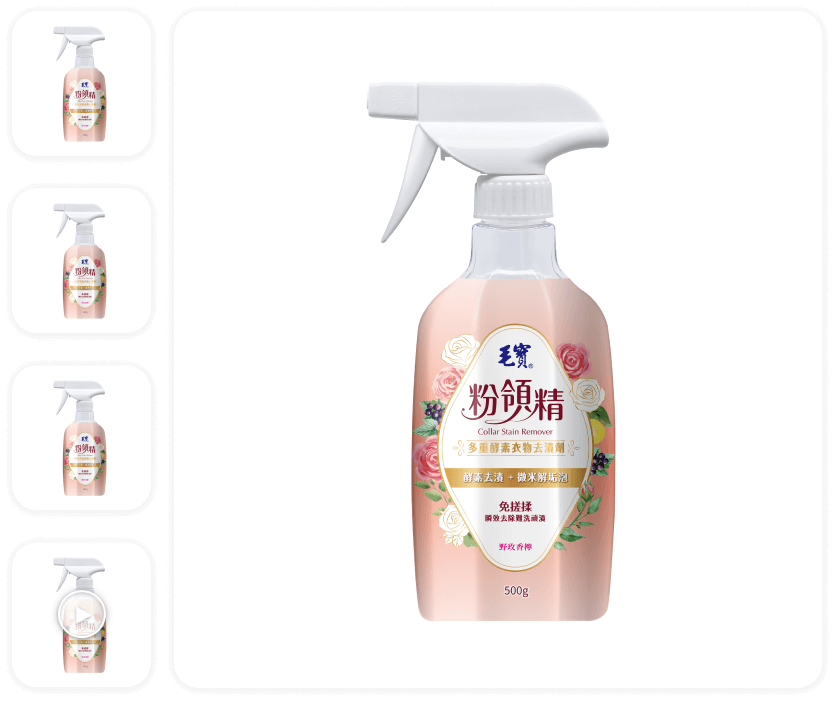 毛寶®
粉領精
Collar Stain Remover
多重酵素衣物去漬劑
酵素去漬 + 微米解垢泡
免搓揉
瞬效去除難洗頑漬
野玫香檸
500g